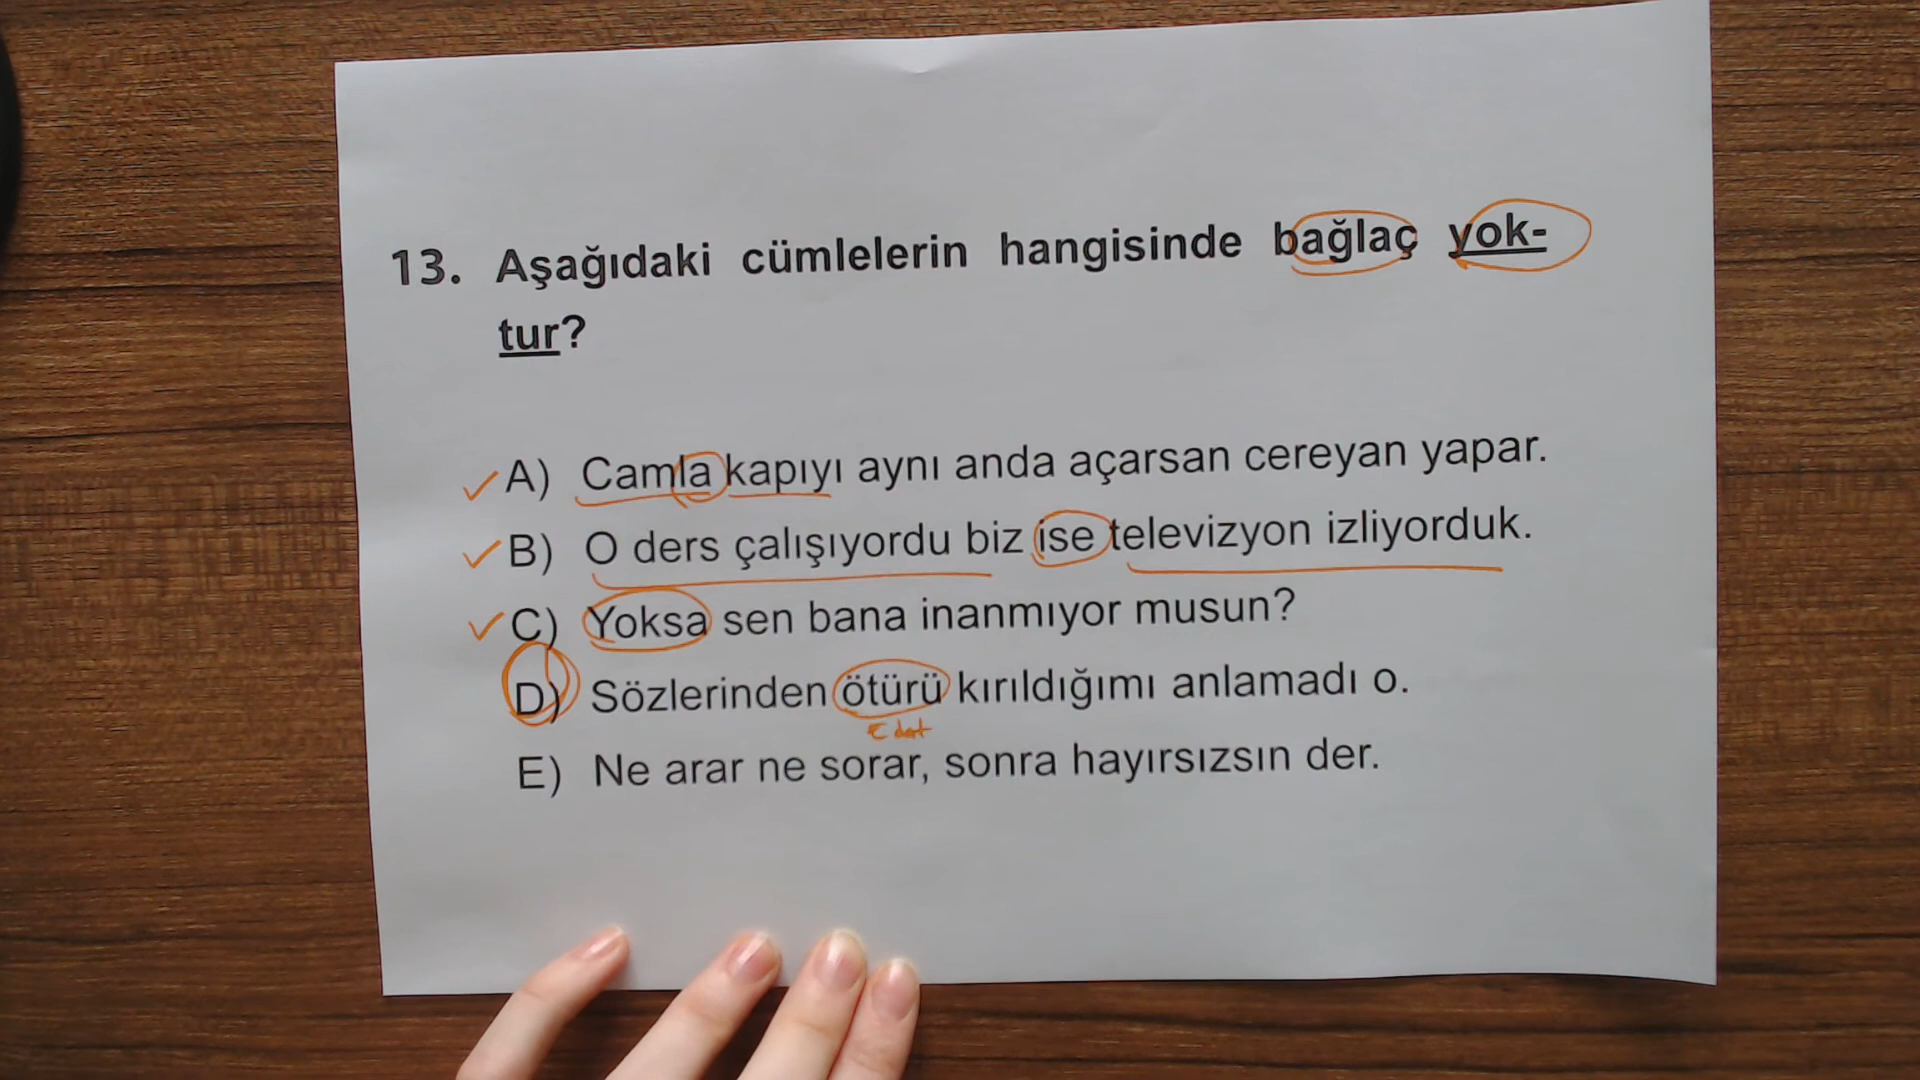 13. Aşağıdaki cümlelerin hangisinde bağlaç yok-
tur?
A) Camla kapıyı aynı anda açarsan cereyan yapar.
B) O ders çalışıyordu biz ise televizyon izliyorduk.
C) Yoksa sen bana inanmıyor musun?
D) Sözlerinden ötürü kırıldığımı anlamadı o.
Edat
E) Ne arar ne sorar, sonra hayırsızsın der.